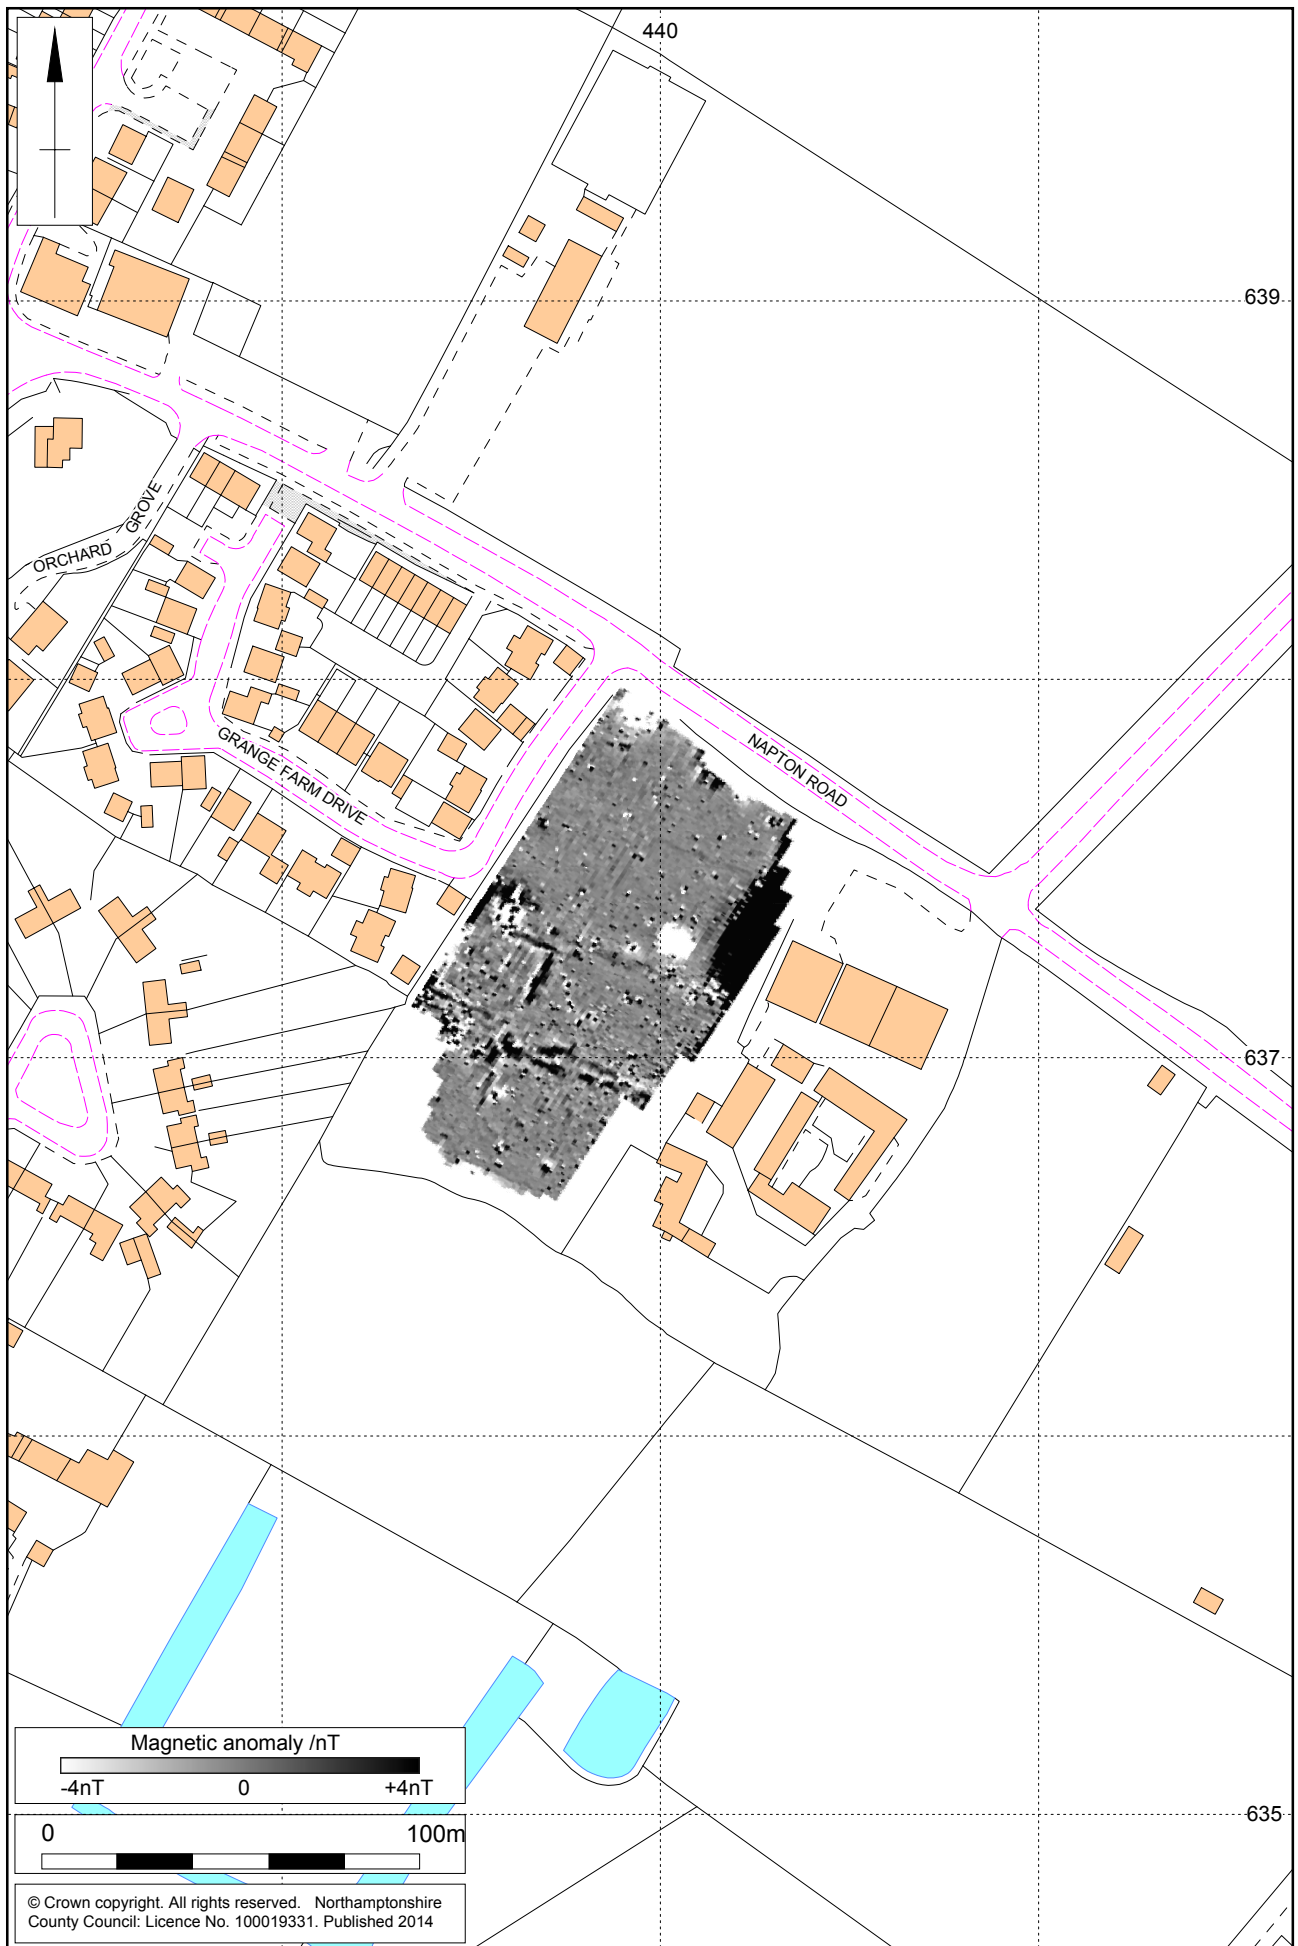 440
639
ORCHARD GROVE
GRANGE FARM DRIVE
NAPTON ROAD
637
635
Magnetic anomaly /nT
-4nT 0 +4nT
0 100m
© Crown copyright. All rights reserved. Northamptonshire
County Council: Licence No. 100019331. Published 2014